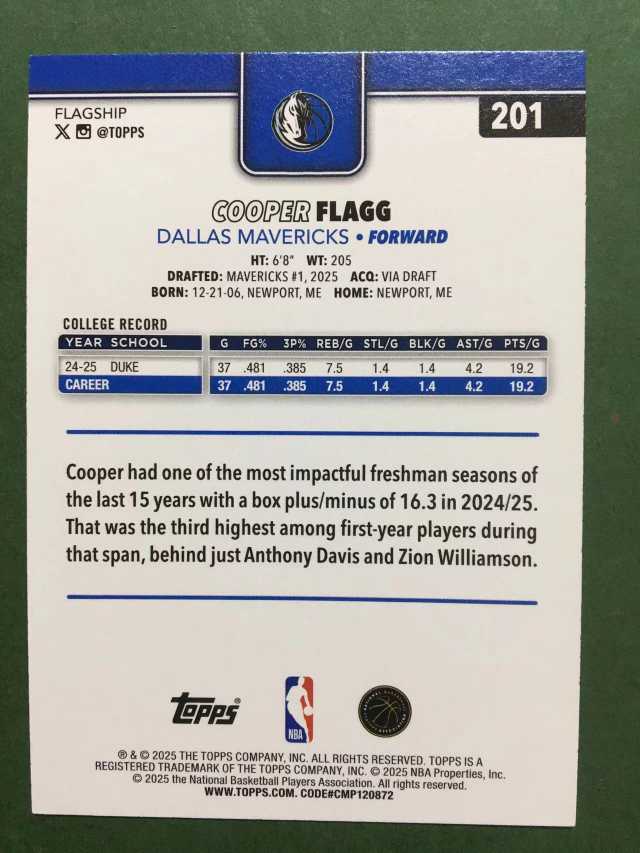 FLAGSHIP
@TOPPS
201
COOPER FLAGG
DALLAS MAVERICKS • FORWARD
HT: 6'8" WT: 205
DRAFTED: MAVERICKS #1, 2025 ACQ: VIA DRAFT
BORN: 12-21-06, NEWPORT, ME HOME: NEWPORT, ME
COLLEGE RECORD
YEAR SCHOOL G FG% 3P% REB/G STL/G BLK/G AST/G PTS/G
24-25 DUKE 37 .481 .385 7.5 1.4 1.4 4.2 19.2
CAREER 37 .481 .385 7.5 1.4 1.4 4.2 19.2
Cooper had one of the most impactful freshman seasons of
the last 15 years with a box plus/minus of 16.3 in 2024/25.
That was the third highest among first-year players during
that span, behind just Anthony Davis and Zion Williamson.
topps®
NBA
® & © 2025 THE TOPPS COMPANY, INC. ALL RIGHTS RESERVED. TOPPS IS A
REGISTERED TRADEMARK OF THE TOPPS COMPANY, INC. © 2025 NBA Properties, Inc.
© 2025 the National Basketball Players Association. All rights reserved.
WWW.TOPPS.COM. CODE#CMP120872